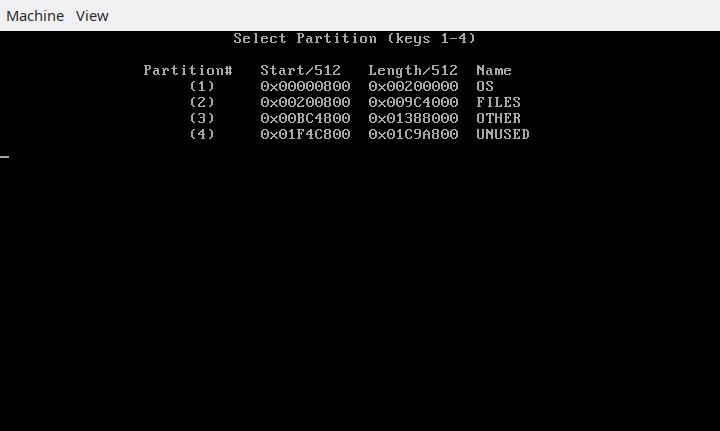 Machine View
Select Partition (keys 1-4)
Partition# Start/512 Length/512 Name
(1) 0x00000800 0x00200000 OS
(2) 0x00200800 0x009C4000 FILES
(3) 0x00BC4800 0x01388000 OTHER
(4) 0x01F4C800 0x01C9A800 UNUSED